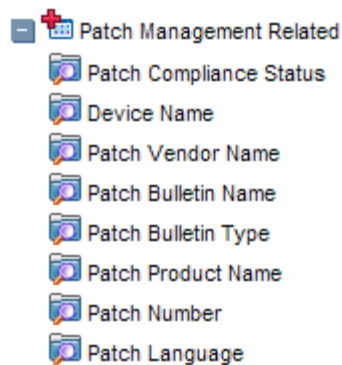 Patch Management Related
Patch Compliance Status
Device Name
Patch Vendor Name
Patch Bulletin Name
Patch Bulletin Type
Patch Product Name
Patch Number
Patch Language